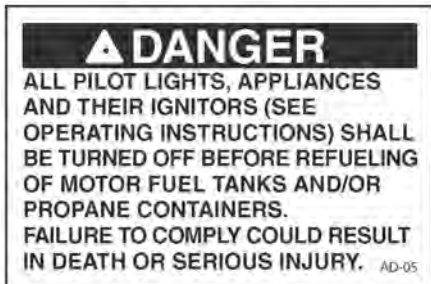 DANGER
ALL PILOT LIGHTS, APPLIANCES
AND THEIR IGNITORS (SEE
OPERATING INSTRUCTIONS) SHALL
BE TURNED OFF BEFORE REFUELING
OF MOTOR FUEL TANKS AND/OR
PROPANE CONTAINERS.
FAILURE TO COMPLY COULD RESULT
IN DEATH OR SERIOUS INJURY. AD-05